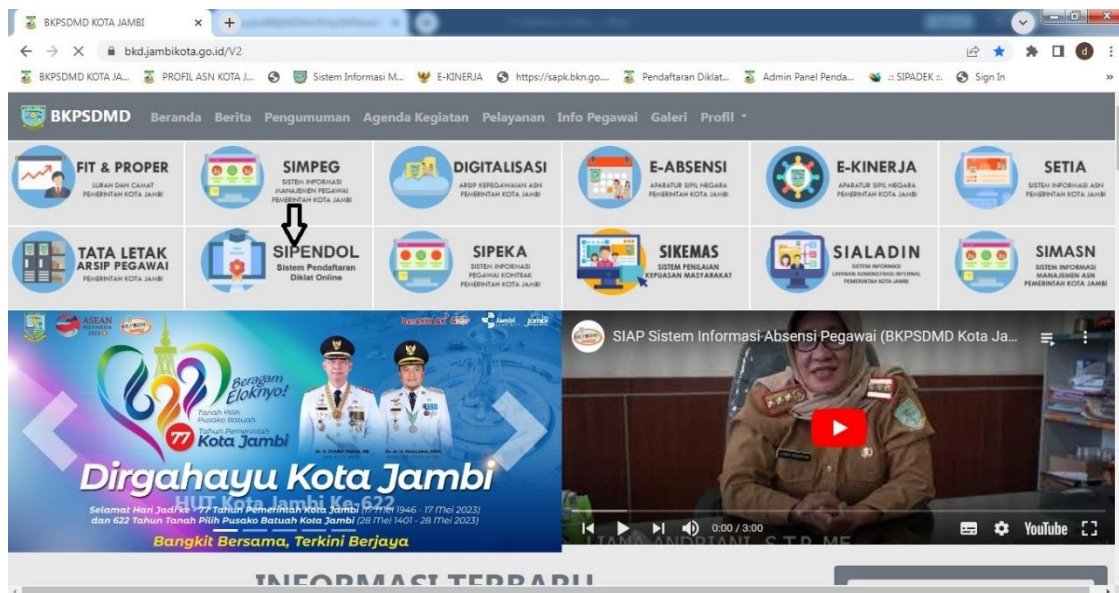 BKPSDMD KOTA JAMBI
bkd.jambikota.go.id/V2
BKPSDMD KOTA JA... PROFIL ASN KOTA J... Sistem Informasi M... E-KINERJA https://sapk.bkn.go.... Pendaftaran Diklat... Admin Panel Penda... .:: SIPADEK ::. Sign In »
BKPSDMD Beranda Berita Pengumuman Agenda Kegiatan Pelayanan Info Pegawai Galeri Profil
FIT & PROPER
LURAH DAN CAMAT
PEMERINTAH KOTA JAMBI
SIMPEG
SISTEM INFORMASI
MANAJEMEN PEGAWAI
PEMERINTAH KOTA JAMBI
DIGITALISASI
ARSIP KEPEGAWAIAN ASN
PEMERINTAH KOTA JAMBI
E-ABSENSI
APARATUR SIPIL NEGARA
PEMERINTAH KOTA JAMBI
E-KINERJA
APARATUR SIPIL NEGARA
PEMERINTAH KOTA JAMBI
SETIA
SISTEM INFORMASI ASN
PEMERINTAH KOTA JAMBI
TATA LETAK
ARSIP PEGAWAI
PEMERINTAH KOTA JAMBI
SIPENDOL
Sistem Pendaftaran
Diklat Online
SIPEKA
SISTEM INFORMASI
PEGAWAI KONTRAK
PEMERINTAH KOTA JAMBI
SIKEMAS
SISTEM PENILAIAN
KEPUASAN MASYARAKAT
SIALADIN
SISTEM INFORMASI
LAYANAN ADMINISTRASI INTERNAL
PEMERINTAH KOTA JAMBI
SIMASN
SISTEM INFORMASI
MANAJEMEN ASN
PEMERINTAH KOTA JAMBI
ASEAN
BerAKHLAK
Jambi
Beragam
Eloknyo!
Tanah Pilih
Pusako Batuah
Tahun Pemerintah
77 Kota Jambi
Dirgahayu Kota Jambi
HUT Kota Jambi Ke-622
Selamat Hari Jadi ke - 77 Tahun Pemerintah Kota Jambi (17 Mei 1946 - 17 Mei 2023)
dan 622 Tahun Tanah Pilih Pusako Batuah Kota Jambi (28 Mei 1401 - 28 Mei 2023)
Bangkit Bersama, Terkini Berjaya
SIAP Sistem Informasi Absensi Pegawai (BKPSDMD Kota Ja...
0:00 / 3:00
YouTube
LIANA ANDRIANI, S.T.P, ME
INFORMASI TERBARU